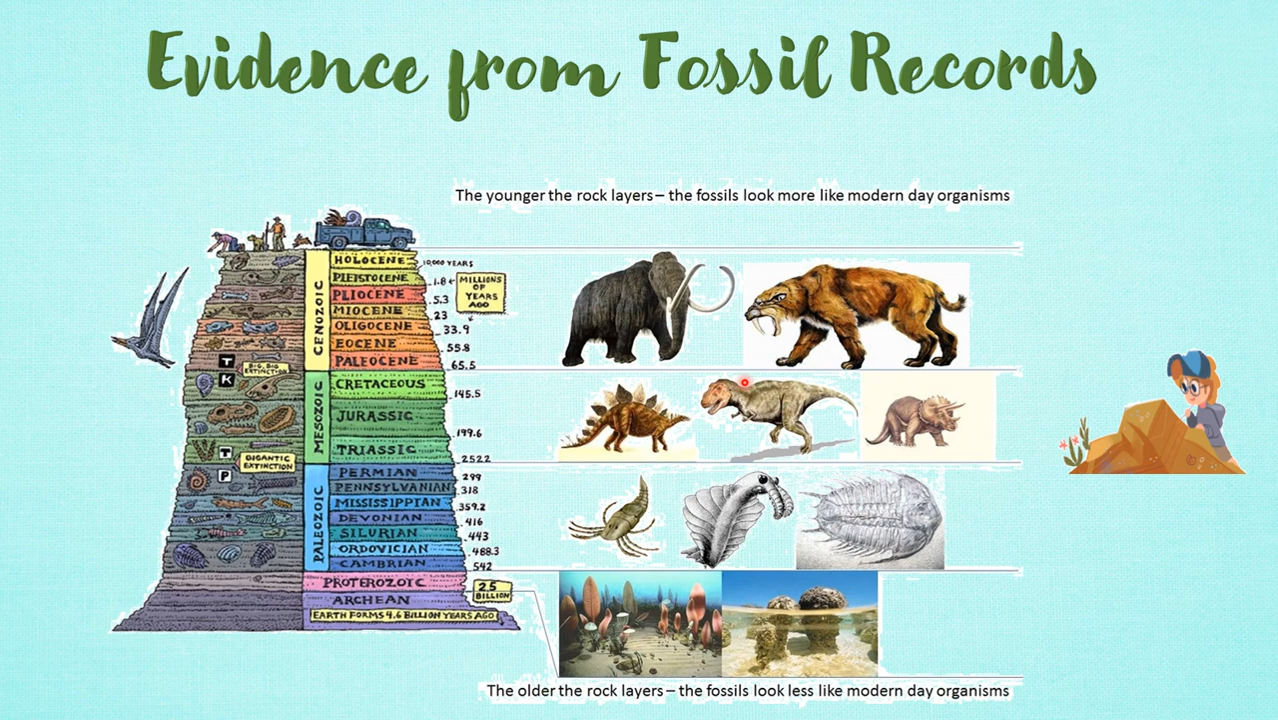 Evidence from Fossil Records
The younger the rock layers – the fossils look more like modern day organisms
CENOZOIC
HOLOCENE
10,000 YEARS
PLEISTOCENE
1.8
MILLIONS
OF
YEARS
AGO
PLIOCENE
5.3
MIOCENE
23
OLIGOCENE
33.9
EOCENE
55.8
PALEOCENE
65.5
T
BIG, BIG
EXTINCTION
K
MESOZOIC
CRETACEOUS
145.5
JURASSIC
199.6
TRIASSIC
252.2
T
GIGANTIC
EXTINCTION
P
PALEOZOIC
PERMIAN
299
PENNSYLVANIAN
318
MISSISSIPPIAN
359.2
DEVONIAN
416
SILURIAN
443
ORDOVICIAN
488.3
CAMBRIAN
542
PROTEROZOIC
2.5
BILLION
ARCHEAN
EARTH FORMS 4.6 BILLION YEARS AGO
The older the rock layers – the fossils look less like modern day organisms